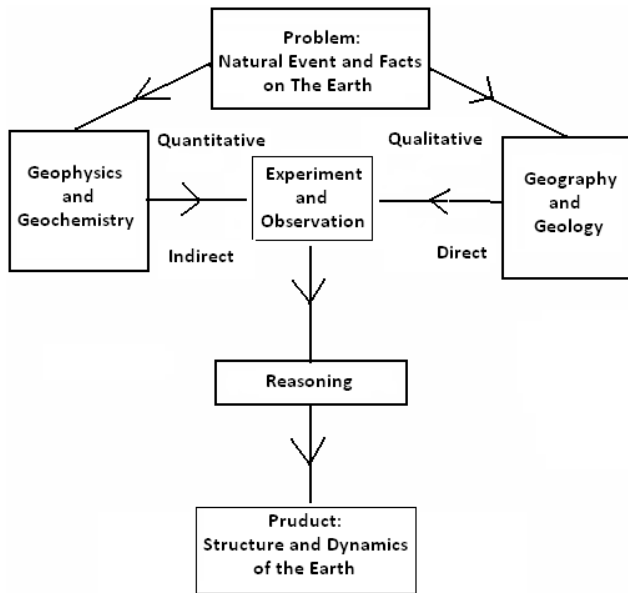 Problem:
Natural Event and Facts
on The Earth
Quantitative
Qualitative
Geophysics
and
Geochemistry
Experiment
and
Observation
Geography
and
Geology
Indirect
Direct
Reasoning
Pruduct:
Structure and Dynamics
of the Earth